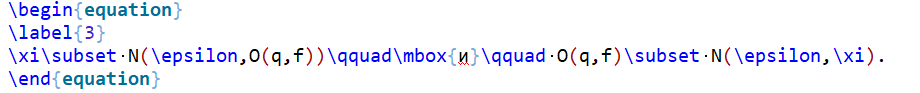 \begin{equation}
\label{3}
\xi\subset·N(\epsilon,O(q,f))\qquad\mbox{и}\qquad·O(q,f)\subset·N(\epsilon,\xi).
\end{equation}